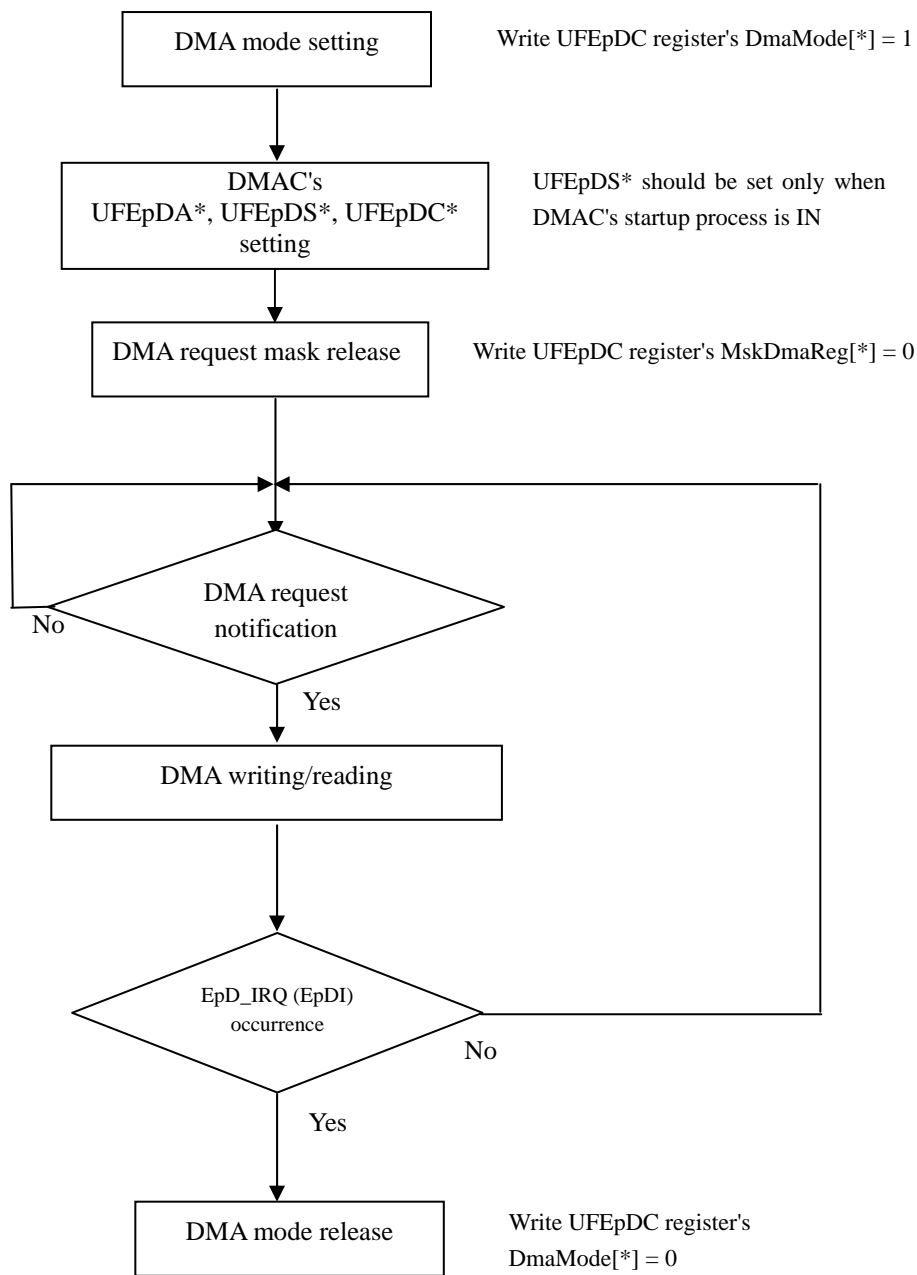 DMA mode setting
Write UFEpDC register's DmaMode[*] = 1
DMAC's
UFEpDA*, UFEpDS*, UFEpDC*
setting
UFEpDS* should be set only when
DMAC's startup process is IN
DMA request mask release
Write UFEpDC register's MskDmaReg[*] = 0
DMA request
notification
No
Yes
DMA writing/reading
EpD_IRQ (EpDI)
occurrence
No
Yes
DMA mode release
Write UFEpDC register's
DmaMode[*] = 0